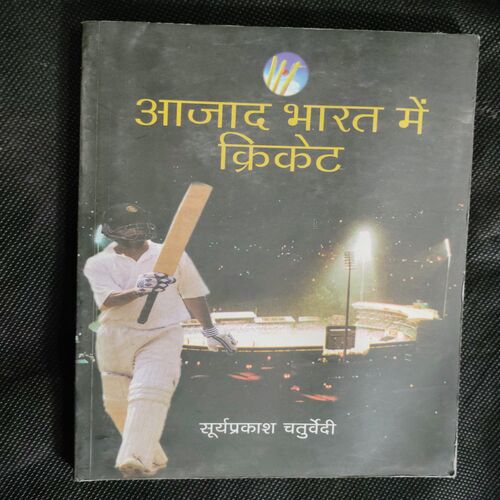 आजाद भारत में
क्रिकेट
सूर्यप्रकाश चतुर्वेदी